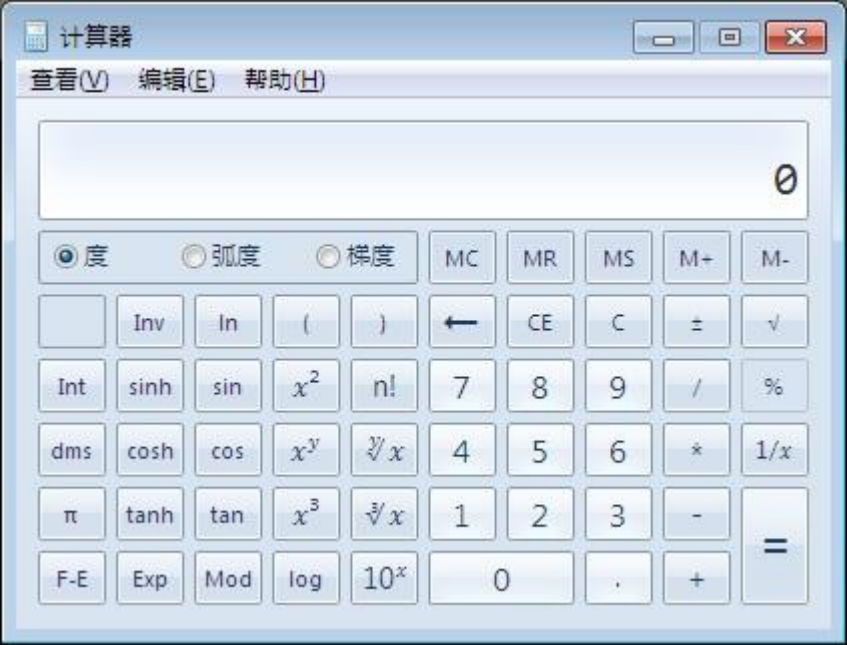 计算器
查看(V) 编辑(E) 帮助(H)
0
度 弧度 梯度 MC MR MS M+ M-
Inv ln ( ) ← CE C ± √
Int sinh sin x² n! 7 8 9 / %
dms cosh cos xʸ ʸ√x 4 5 6 * 1/x
π tanh tan x³ ³√x 1 2 3 - =
F-E Exp Mod log 10ˣ 0 . +